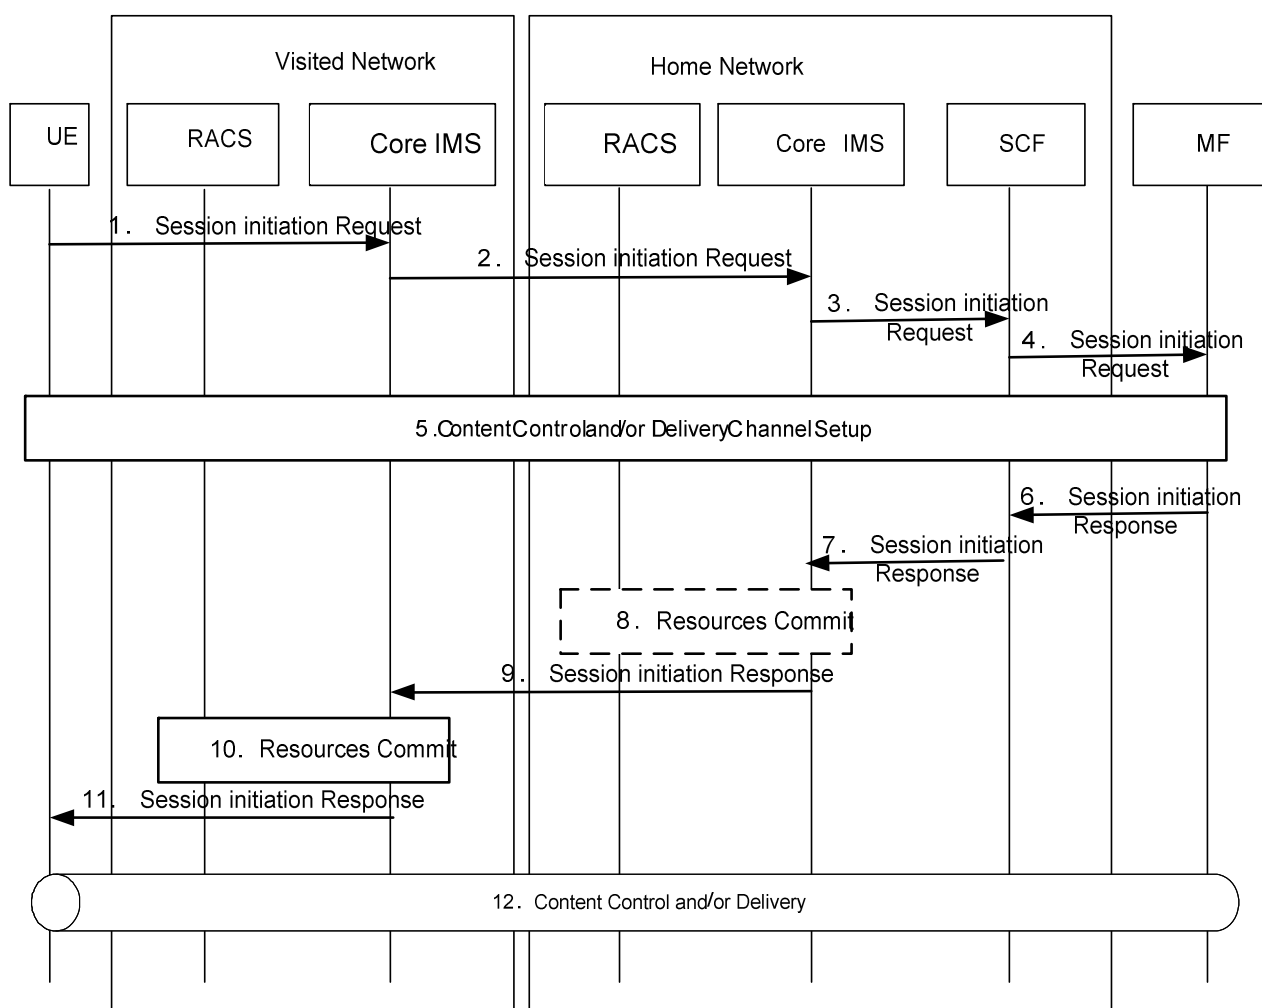 Visited Network
Home Network
UE
RACS
Core IMS
RACS
Core IMS
SCF
MF
1. Session initiation Request
2. Session initiation Request
3. Session initiation
Request
4. Session initiation
Request
5.ContentControland/or DeliveryChannelSetup
6. Session initiation
Response
7. Session initiation
Response
8. Resources Commit
9. Session initiation Response
10. Resources Commit
11. Session initiation Response
12. Content Control and/or Delivery